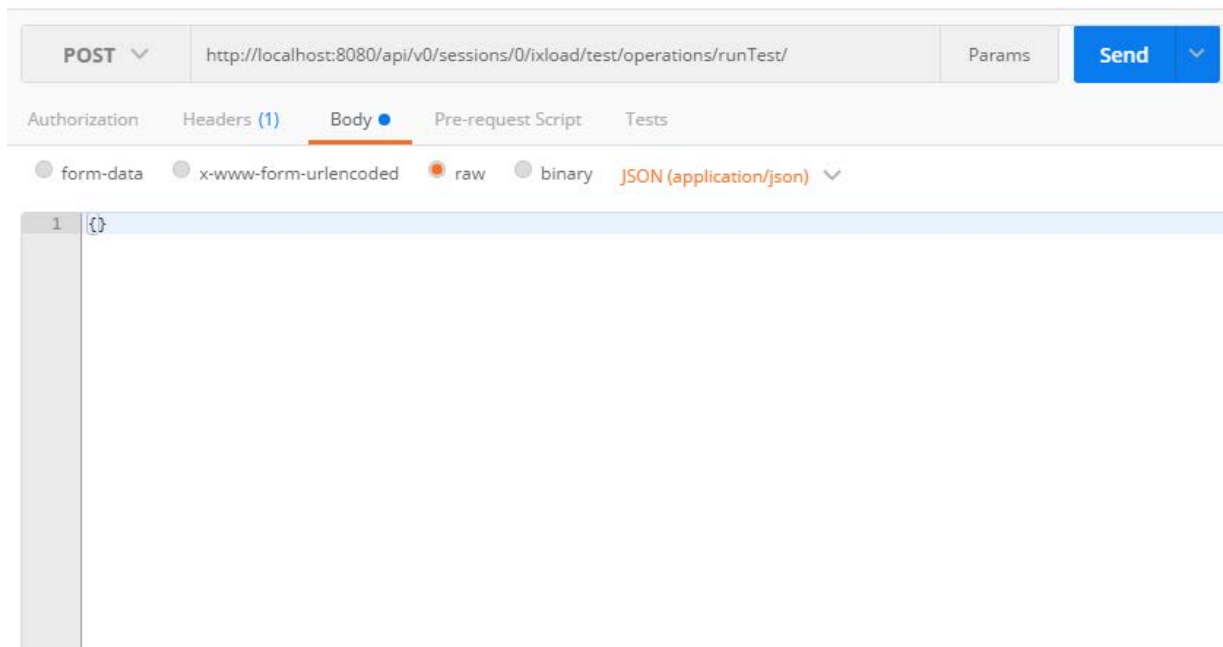 POST http://localhost:8080/api/v0/sessions/0/ixload/test/operations/runTest/ Params Send
Authorization Headers (1) Body Pre-request Script Tests
form-data x-www-form-urlencoded raw binary JSON (application/json)
1 {}